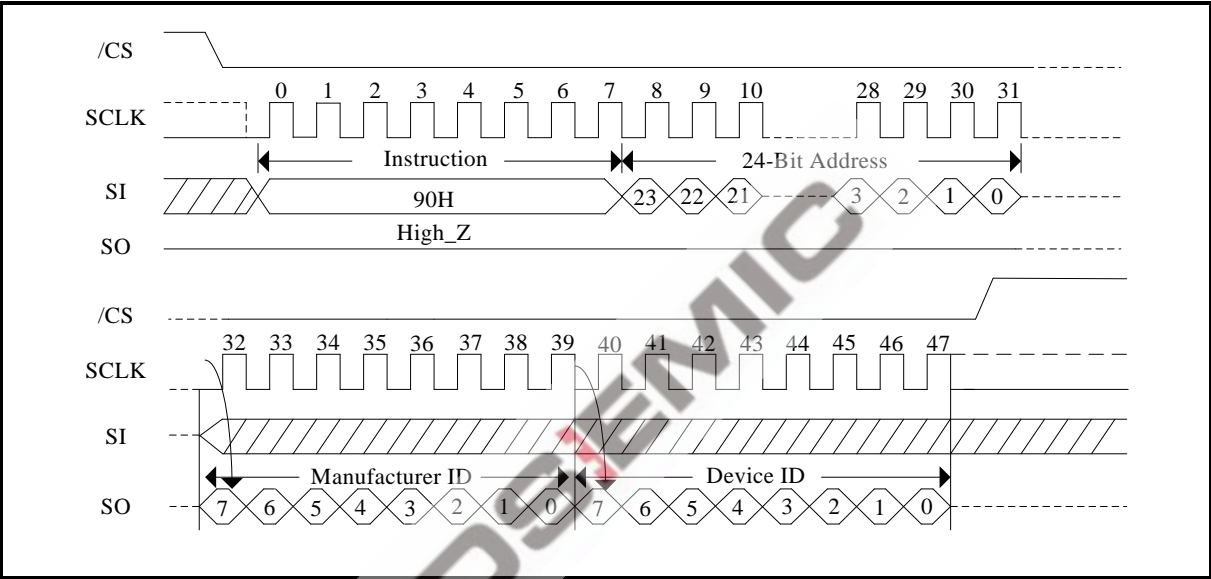 /CS
0 1 2 3 4 5 6 7 8 9 10 28 29 30 31
SCLK
Instruction 24-Bit Address
SI 90H 23 22 21 3 2 1 0
High_Z
SO
/CS
32 33 34 35 36 37 38 39 40 41 42 43 44 45 46 47
SCLK
SI
Manufacturer ID Device ID
SO 7 6 5 4 3 2 1 0 7 6 5 4 3 2 1 0